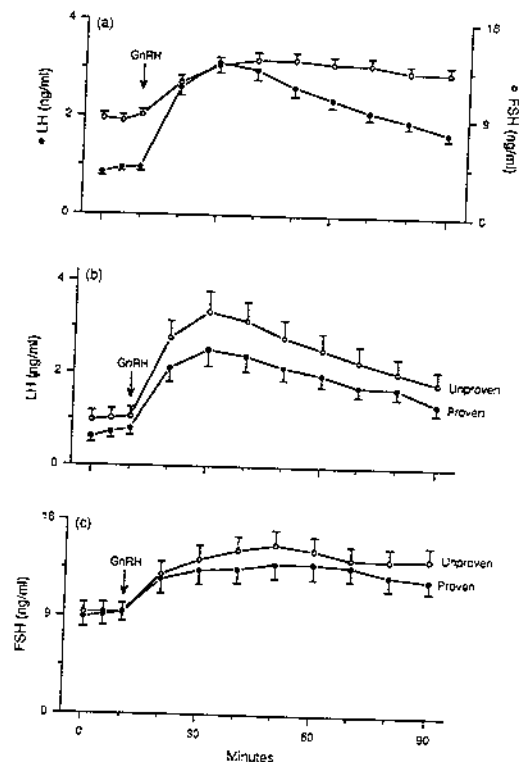 (a)
4
2
0
GnRH
• LH (ng/ml)
18
9
0
○ FSH (ng/ml)
(b)
4
2
0
GnRH
LH (ng/ml)
Unproven
Proven
(c)
18
9
0
GnRH
FSH (ng/ml)
Unproven
Proven
0 30 60 90
Minutes